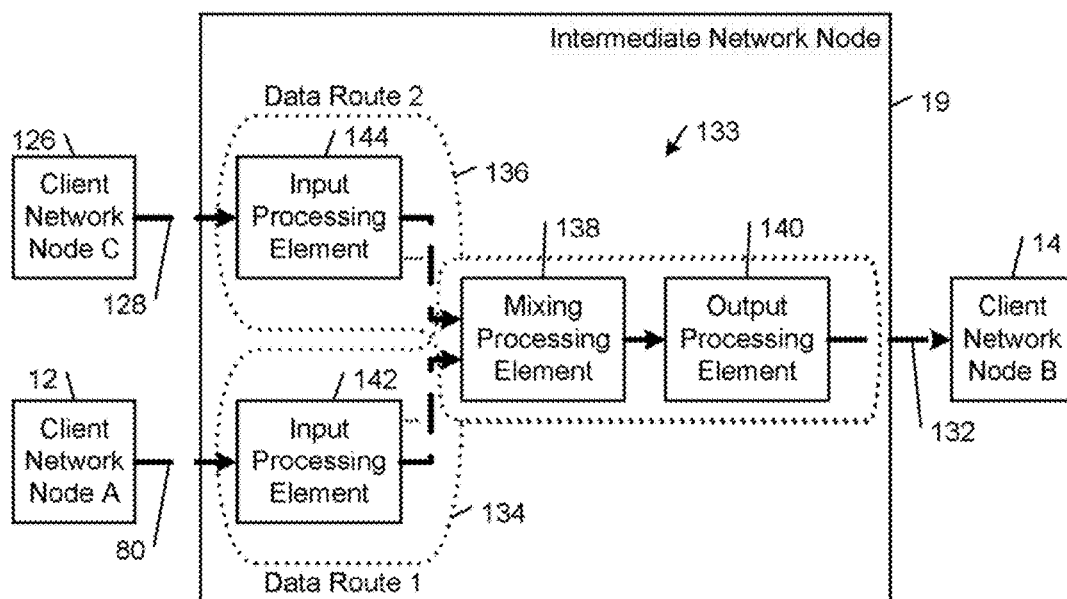 Intermediate Network Node
19
Data Route 2
133
126
144
136
Client
Network
Node C
Input
Processing
Element
128
138
140
14
Mixing
Processing
Element
Output
Processing
Element
Client
Network
Node B
132
12
142
Client
Network
Node A
Input
Processing
Element
80
134
Data Route 1